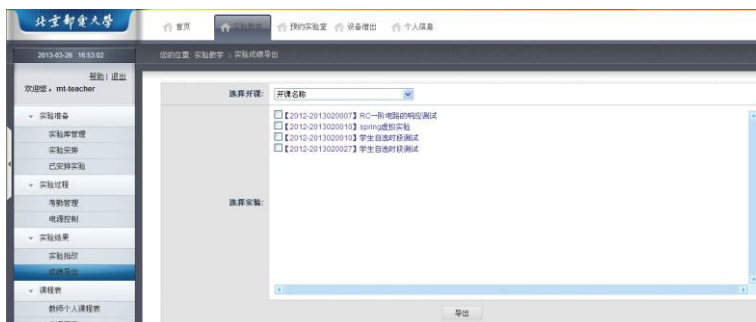 北京邮电大学
首页
实验教学
预约实验室
设备借出
个人信息
2013-03-26 16:53:02
您的位置: 实验教学 > 实验成绩导出
帮助 | 退出
欢迎您，mt-teacher
实验准备
实验库管理
实验安排
已安排实验
实验过程
考勤管理
电源控制
实验结果
实验批改
成绩导出
课程表
教师个人课程表
选择开课:
开课名称
【2012-2013020007】RC一阶电路的响应测试
【2012-2013020010】spring虚拟实验
【2012-2013020010】学生自选时段测试
【2012-2013020027】学生自选时段测试
选择实验:
导出